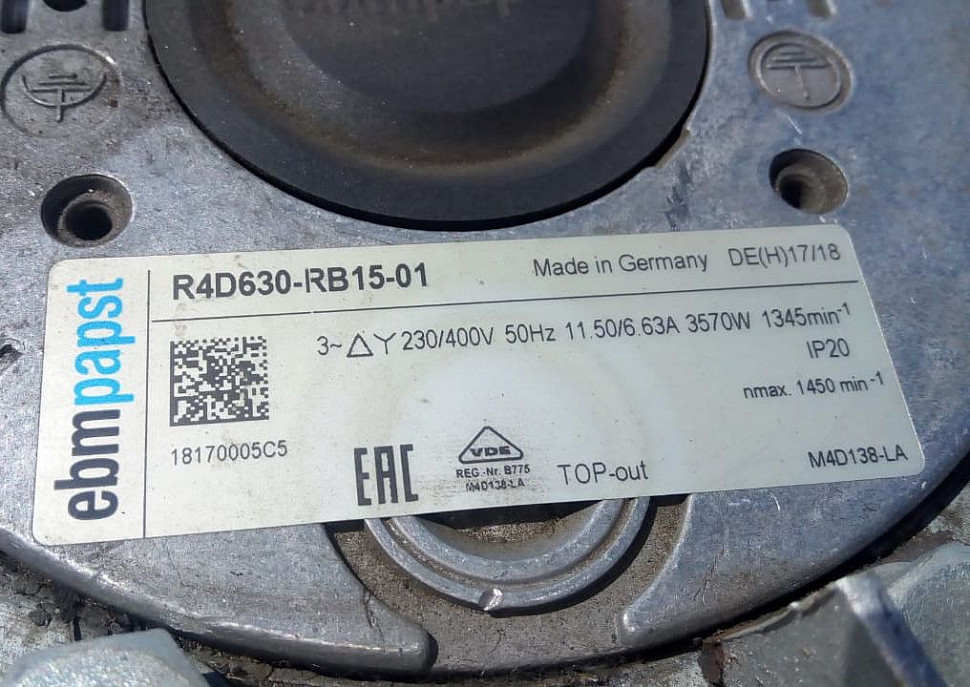 ebmpapst
R4D630-RB15-01
Made in Germany DE(H)17/18
3~ΔY 230/400V 50Hz 11.50/6.63A 3570W 1345min-1
IP20
nmax. 1450 min-1
18170005C5
EAC
VDE
REG.-Nr. B775
M4D138-LA
TOP-out
M4D138-LA